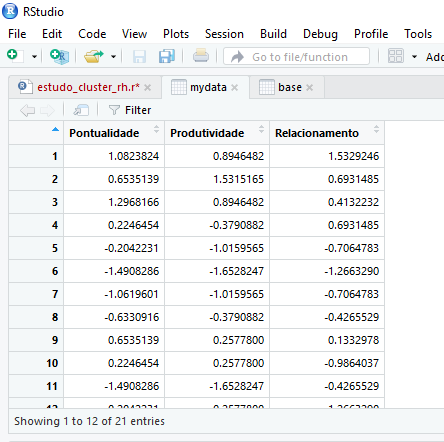 RStudio
File Edit Code View Plots Session Build Debug Profile Tools
Go to file/function Add
estudo_cluster_rh.r* mydata base
Filter
Pontualidade Produtividade Relacionamento
1 1.0823824 0.8946482 1.5329246
2 0.6535139 1.5315165 0.6931485
3 1.2968166 0.8946482 0.4132232
4 0.2246454 -0.3790882 0.6931485
5 -0.2042231 -1.0159565 -0.7064783
6 -1.4908286 -1.6528247 -1.2663290
7 -1.0619601 -1.0159565 -0.7064783
8 -0.6330916 -0.3790882 -0.4265529
9 0.6535139 0.2577800 0.1332978
10 0.2246454 0.2577800 -0.9864037
11 -1.4908286 -1.6528247 -0.4265529
Showing 1 to 12 of 21 entries